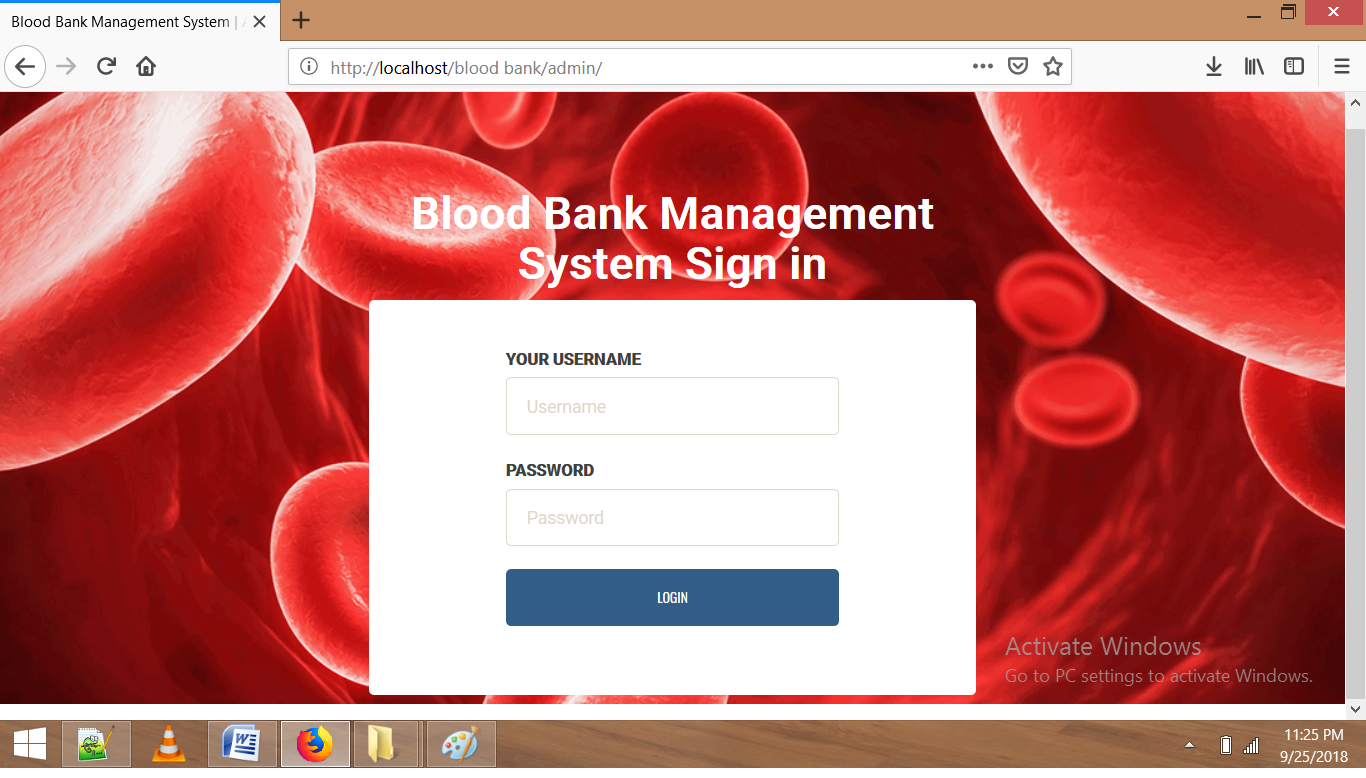 Blood Bank Management System |
http://localhost/blood bank/admin/
Blood Bank Management
System Sign in
YOUR USERNAME
Username
PASSWORD
Password
LOGIN
Activate Windows
Go to PC settings to activate Windows.
11:25 PM
9/25/2018